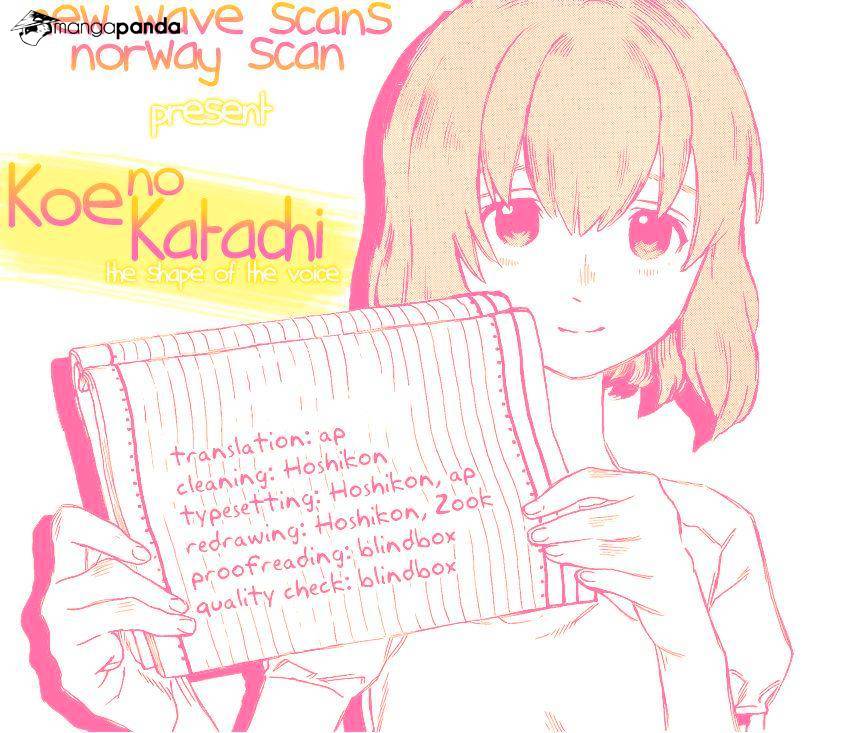 new wave scans
mangapanda
norway scan
present
Koe no Katachi
the shape of the voice
translation: ap
cleaning: Hoshikon
typesetting: Hoshikon, ap
redrawing: Hoshikon, Zook
proofreading: blindbox
quality check: blindbox